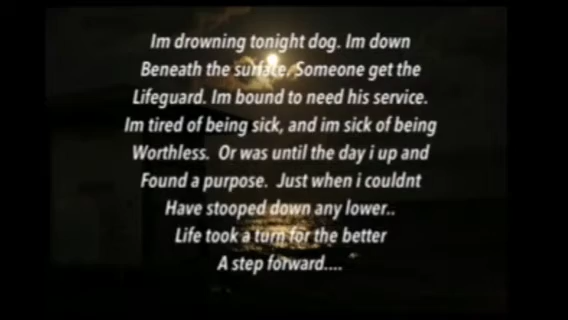 Im drowning tonight dog. Im down
Beneath the surface. Someone get the
Lifeguard. Im bound to need his service.
Im tired of being sick, and im sick of being
Worthless.  Or was until the day i up and
Found a purpose.  Just when i couldnt
Have stooped down any lower..
Life took a turn for the better
A step forward....